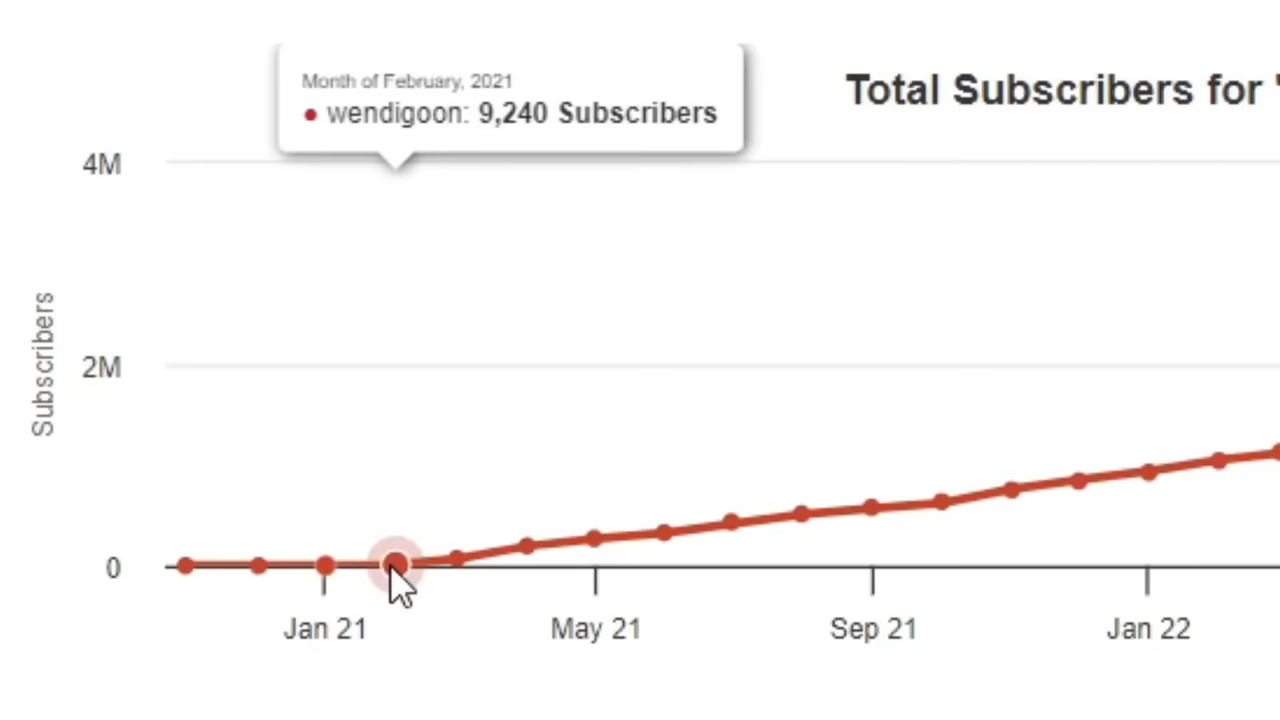 Month of February, 2021
wendigoon: 9,240 Subscribers
Total Subscribers for '
4M
2M
0
Subscribers
Jan 21
May 21
Sep 21
Jan 22